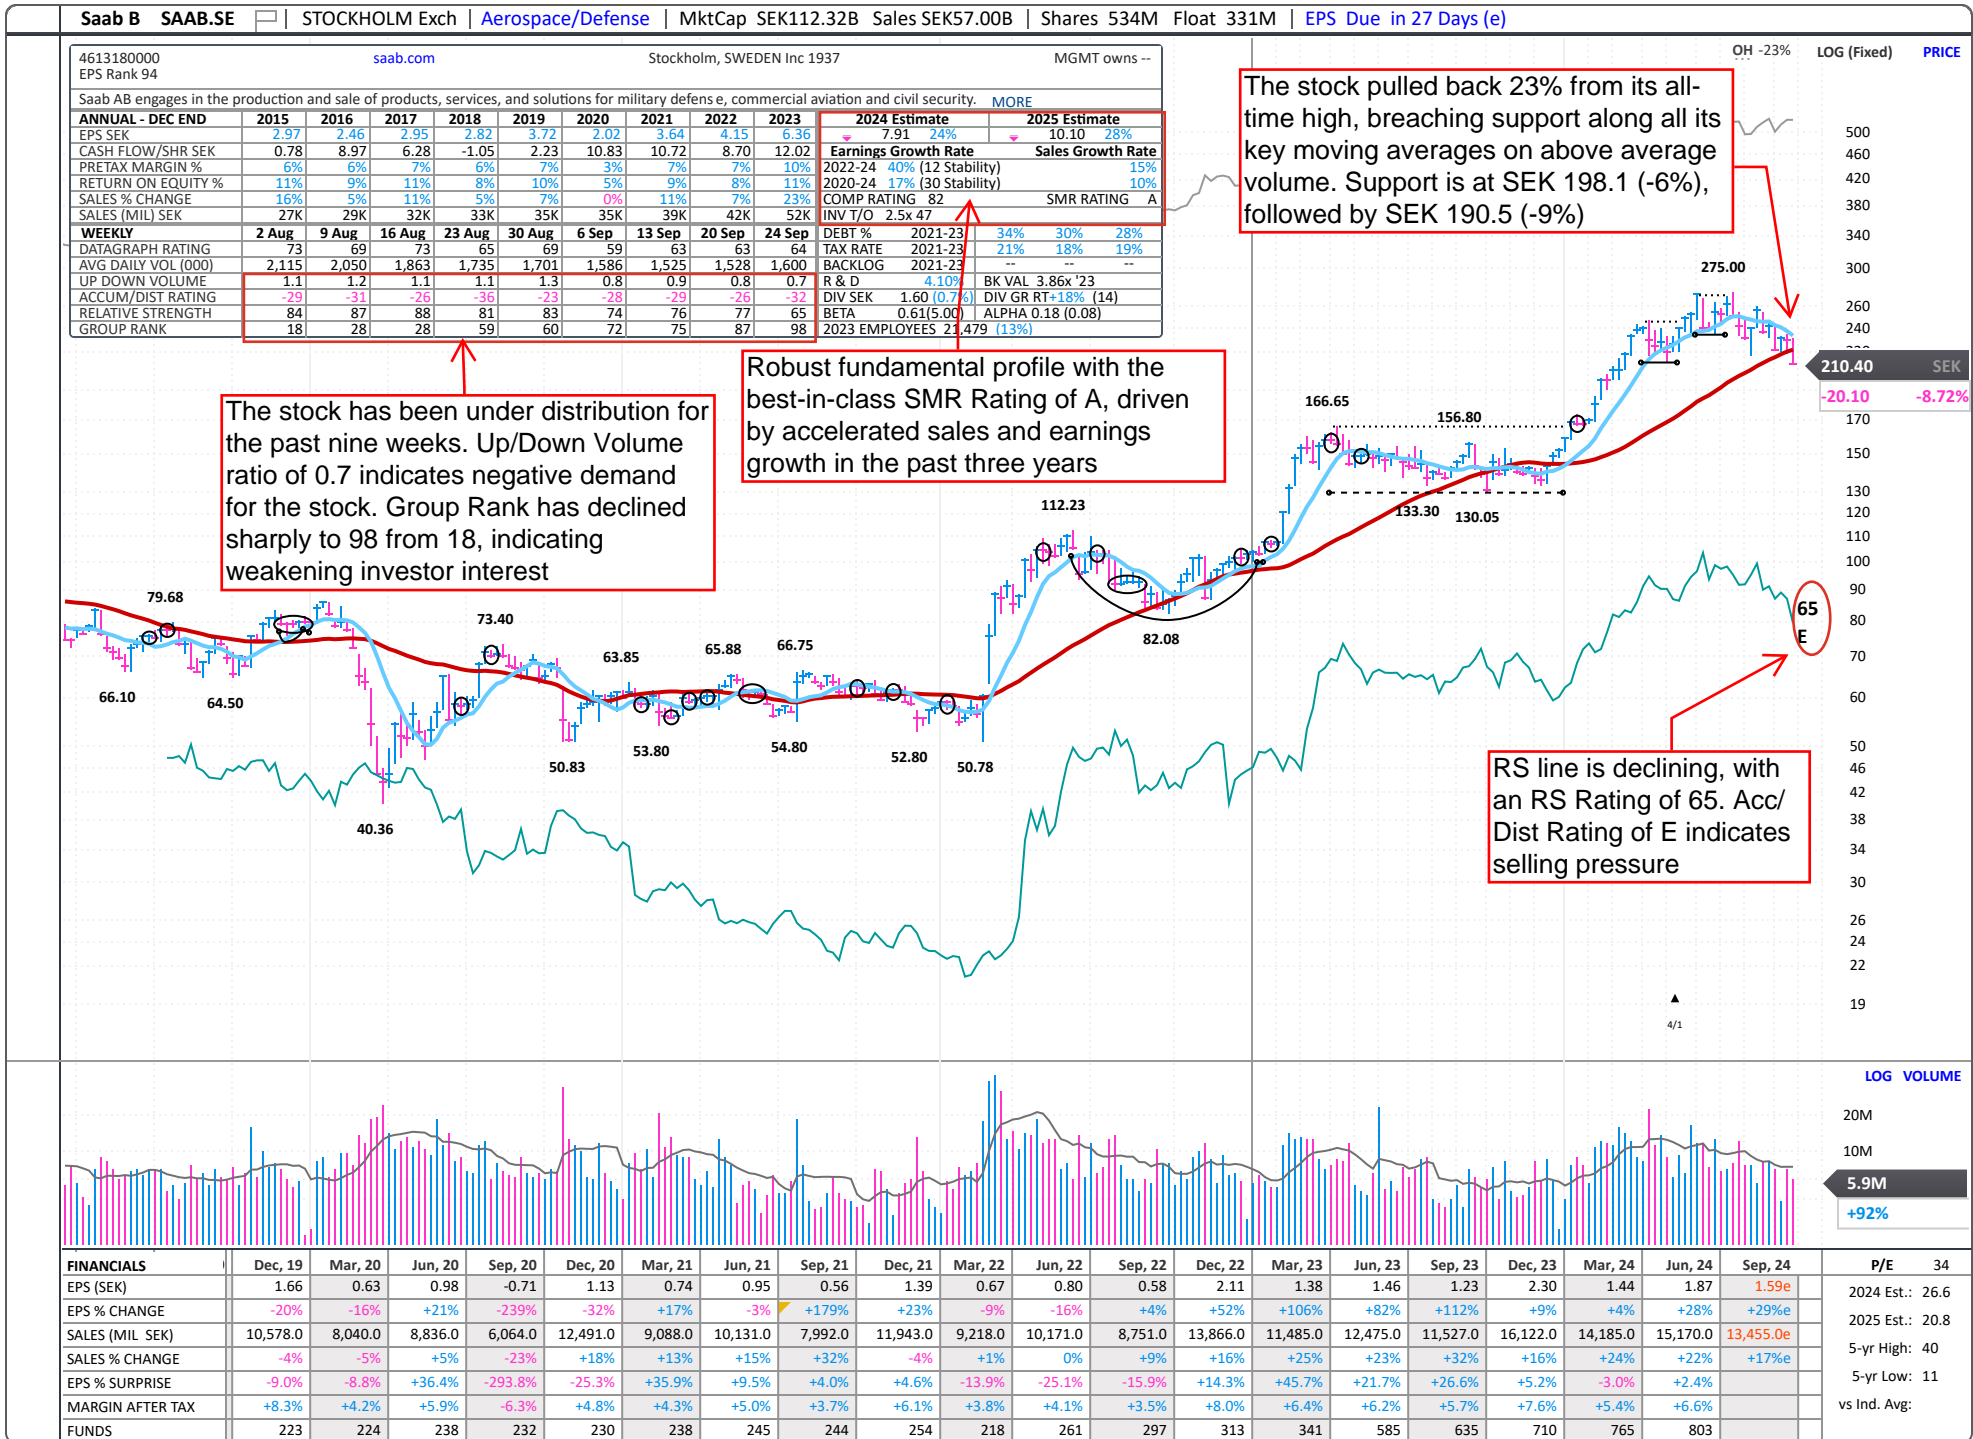 Saab B SAAB.SE | STOCKHOLM Exch | Aerospace/Defense | MktCap SEK112.32B Sales SEK57.00B | Shares 534M Float 331M | EPS Due in 27 Days (e)
4613180000 saab.com Stockholm, SWEDEN Inc 1937 MGMT owns --
EPS Rank 94
Saab AB engages in the production and sale of products, services, and solutions for military defens e, commercial aviation and civil security. MORE
ANNUAL - DEC END 2015 2016 2017 2018 2019 2020 2021 2022 2023 2024 Estimate 2025 Estimate
EPS SEK 2.97 2.46 2.95 2.82 3.72 2.02 3.64 4.15 6.36 7.91 24% 10.10 28%
CASH FLOW/SHR SEK 0.78 8.97 6.28 -1.05 2.23 10.83 10.72 8.70 12.02 Earnings Growth Rate Sales Growth Rate
PRETAX MARGIN % 6% 6% 7% 6% 7% 3% 7% 7% 10% 2022-24 40% (12 Stability) 15%
RETURN ON EQUITY % 11% 9% 11% 8% 10% 5% 9% 8% 11% 2020-24 17% (30 Stability) 10%
SALES % CHANGE 16% 5% 11% 5% 7% 0% 11% 7% 23% COMP RATING 82 SMR RATING A
SALES (MIL) SEK 27K 29K 32K 33K 35K 35K 39K 42K 52K INV T/O 2.5x 47
WEEKLY 2 Aug 9 Aug 16 Aug 23 Aug 30 Aug 6 Sep 13 Sep 20 Sep 24 Sep DEBT % 2021-23 34% 30% 28%
DATAGRAPH RATING 73 69 73 65 69 59 63 63 64 TAX RATE 2021-23 21% 18% 19%
AVG DAILY VOL (000) 2,115 2,050 1,863 1,735 1,701 1,586 1,525 1,528 1,600 BACKLOG 2021-23 -- -- --
UP DOWN VOLUME 1.1 1.2 1.1 1.1 1.3 0.8 0.9 0.8 0.7 R & D 4.10% BK VAL 3.86x '23
ACCUM/DIST RATING -29 -31 -26 -36 -23 -28 -29 -26 -32 DIV SEK 1.60 (0.7%) DIV GR RT+18% (14)
RELATIVE STRENGTH 84 87 88 81 83 74 76 77 65 BETA 0.61(5.00) ALPHA 0.18 (0.08)
GROUP RANK 18 28 28 59 60 72 75 87 98 2023 EMPLOYEES 21,479 (13%)
OH -23% LOG (Fixed) PRICE
The stock pulled back 23% from its all-
time high, breaching support along all its
key moving averages on above average
volume. Support is at SEK 198.1 (-6%),
followed by SEK 190.5 (-9%)
Robust fundamental profile with the
best-in-class SMR Rating of A, driven
by accelerated sales and earnings
growth in the past three years
The stock has been under distribution for
the past nine weeks. Up/Down Volume
ratio of 0.7 indicates negative demand
for the stock. Group Rank has declined
sharply to 98 from 18, indicating
weakening investor interest
RS line is declining, with
an RS Rating of 65. Acc/
Dist Rating of E indicates
selling pressure
65
E
79.68
66.10
64.50
40.36
73.40
50.83
63.85
53.80
65.88
54.80
66.75
52.80
50.78
112.23
82.08
166.65
156.80
133.30
130.05
275.00
500
460
420
380
340
300
260
240
210.40 SEK
-20.10 -8.72%
170
150
130
120
110
100
90
80
70
60
50
46
42
38
34
30
26
24
22
19
4/1
LOG VOLUME
20M
10M
5.9M
+92%
FINANCIALS Dec, 19 Mar, 20 Jun, 20 Sep, 20 Dec, 20 Mar, 21 Jun, 21 Sep, 21 Dec, 21 Mar, 22 Jun, 22 Sep, 22 Dec, 22 Mar, 23 Jun, 23 Sep, 23 Dec, 23 Mar, 24 Jun, 24 Sep, 24
EPS (SEK) 1.66 0.63 0.98 -0.71 1.13 0.74 0.95 0.56 1.39 0.67 0.80 0.58 2.11 1.38 1.46 1.23 2.30 1.44 1.87 1.59e
EPS % CHANGE -20% -16% +21% -239% -32% +17% -3% +179% +23% -9% -16% +4% +52% +106% +82% +112% +9% +4% +28% +29%e
SALES (MIL SEK) 10,578.0 8,040.0 8,836.0 6,064.0 12,491.0 9,088.0 10,131.0 7,992.0 11,943.0 9,218.0 10,171.0 8,751.0 13,866.0 11,485.0 12,475.0 11,527.0 16,122.0 14,185.0 15,170.0 13,455.0e
SALES % CHANGE -4% -5% +5% -23% +18% +13% +15% +32% -4% +1% 0% +9% +16% +25% +23% +32% +16% +24% +22% +17%e
EPS % SURPRISE -9.0% -8.8% +36.4% -293.8% -25.3% +35.9% +9.5% +4.0% +4.6% -13.9% -25.1% -15.9% +14.3% +45.7% +21.7% +26.6% +5.2% -3.0% +2.4%
MARGIN AFTER TAX +8.3% +4.2% +5.9% -6.3% +4.8% +4.3% +5.0% +3.7% +6.1% +3.8% +4.1% +3.5% +8.0% +6.4% +6.2% +5.7% +7.6% +5.4% +6.6%
FUNDS 223 224 238 232 230 238 245 244 254 218 261 297 313 341 585 635 710 765 803
P/E 34
2024 Est.: 26.6
2025 Est.: 20.8
5-yr High: 40
5-yr Low: 11
vs Ind. Avg: